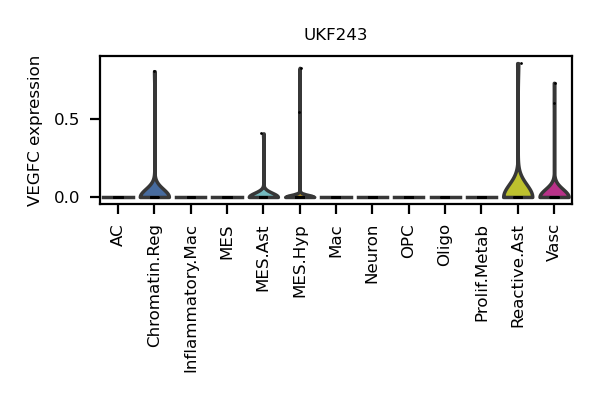 UKF243
VEGFC expression
0.5
0.0
AC
Chromatin.Reg
Inflammatory.Mac
MES
MES.Ast
MES.Hyp
Mac
Neuron
OPC
Oligo
Prolif.Metab
Reactive.Ast
Vasc